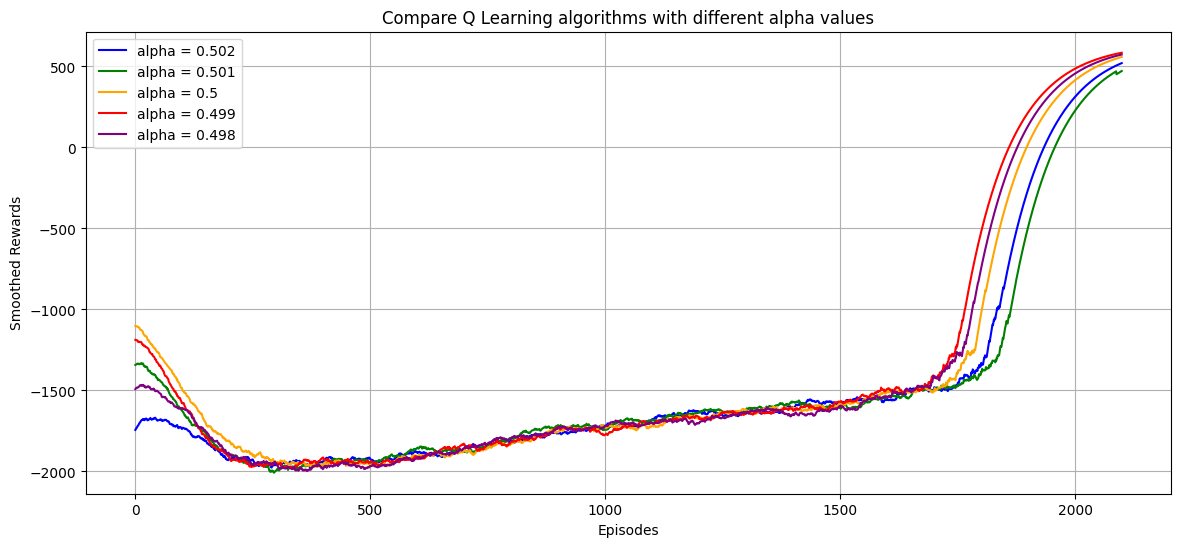 Compare Q Learning algorithms with different alpha values
alpha = 0.502
alpha = 0.501
alpha = 0.5
alpha = 0.499
alpha = 0.498
Smoothed Rewards
500
0
−500
−1000
−1500
−2000
0 500 1000 1500 2000
Episodes